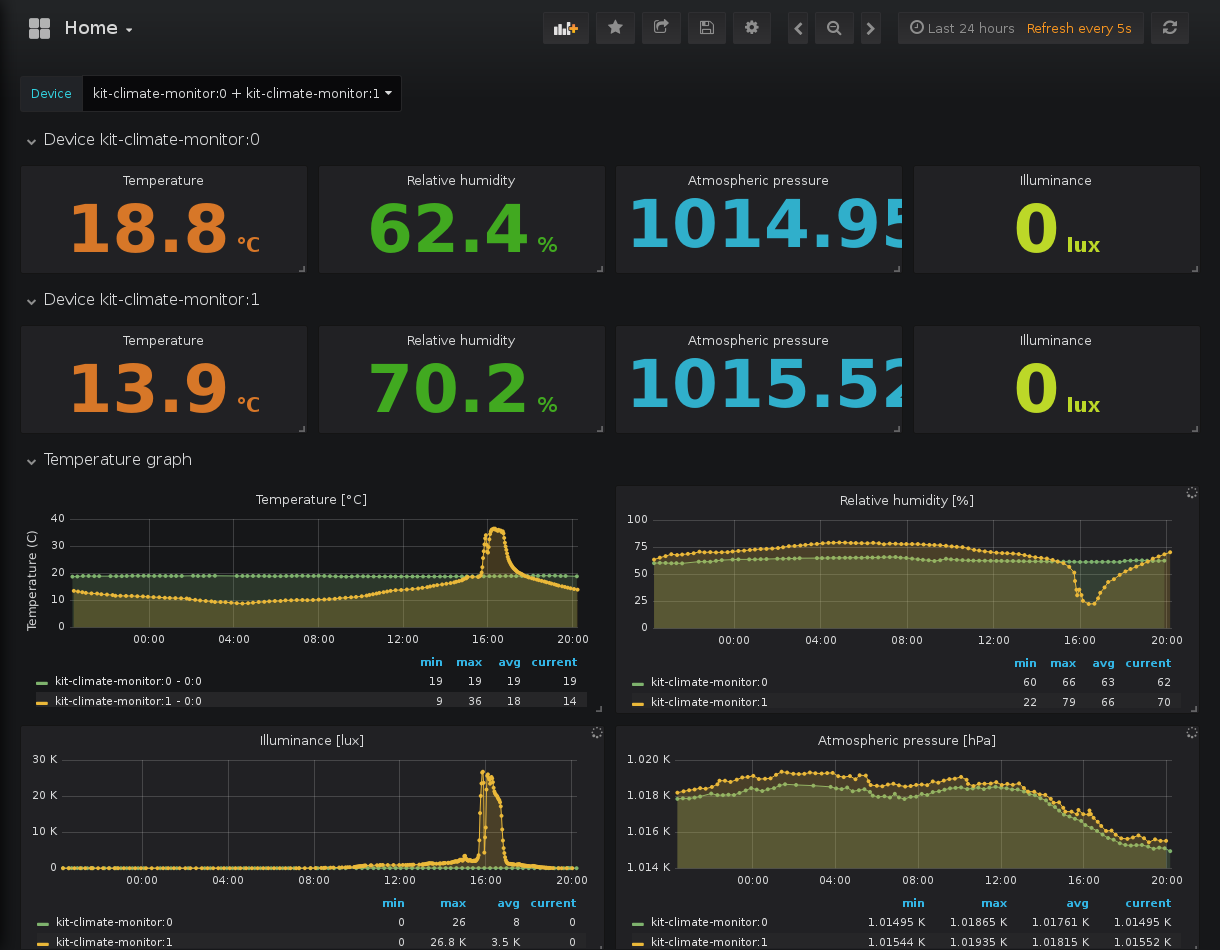 Home
Last 24 hours Refresh every 5s
Device kit-climate-monitor:0 + kit-climate-monitor:1
Device kit-climate-monitor:0
Temperature Relative humidity Atmospheric pressure Illuminance
18.8 °C 62.4 % 1014.95 0 lux
Device kit-climate-monitor:1
Temperature Relative humidity Atmospheric pressure Illuminance
13.9 °C 70.2 % 1015.52 0 lux
Temperature graph
Temperature [°C]
Temperature (C)
40
30
20
10
0
00:00 04:00 08:00 12:00 16:00 20:00
min max avg current
kit-climate-monitor:0 - 0:0 19 19 19 19
kit-climate-monitor:1 - 0:0 9 36 18 14
Relative humidity [%]
100
75
50
25
0
00:00 04:00 08:00 12:00 16:00 20:00
min max avg current
kit-climate-monitor:0 60 66 63 62
kit-climate-monitor:1 22 79 66 70
Illuminance [lux]
30 K
20 K
10 K
0
00:00 04:00 08:00 12:00 16:00 20:00
min max avg current
kit-climate-monitor:0 0 26 8 0
kit-climate-monitor:1 0 26.8 K 3.5 K 0
Atmospheric pressure [hPa]
1.020 K
1.018 K
1.016 K
1.014 K
00:00 04:00 08:00 12:00 16:00 20:00
min max avg current
kit-climate-monitor:0 1.01495 K 1.01865 K 1.01761 K 1.01495 K
kit-climate-monitor:1 1.01544 K 1.01935 K 1.01815 K 1.01552 K